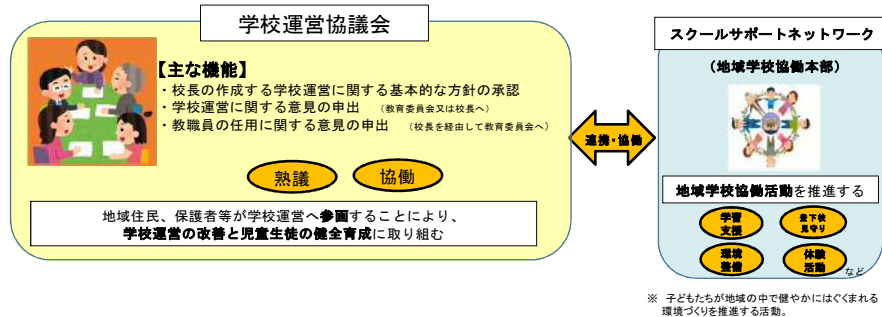 学校運営協議会
【主な機能】
・校長の作成する学校運営に関する基本的な方針の承認
・学校運営に関する意見の申出 （教育委員会又は校長へ）
・教職員の任用に関する意見の申出 （校長を経由して教育委員会へ）
熟議
協働
地域住民、保護者等が学校運営へ参画することにより、
学校運営の改善と児童生徒の健全育成に取り組む
連携・協働
スクールサポートネットワーク
（地域学校協働本部）
地域学校協働活動を推進する
学習
支援
登下校
見守り
環境
整備
体験
活動
など
※ 子どもたちが地域の中で健やかにはぐくまれる
環境づくりを推進する活動。